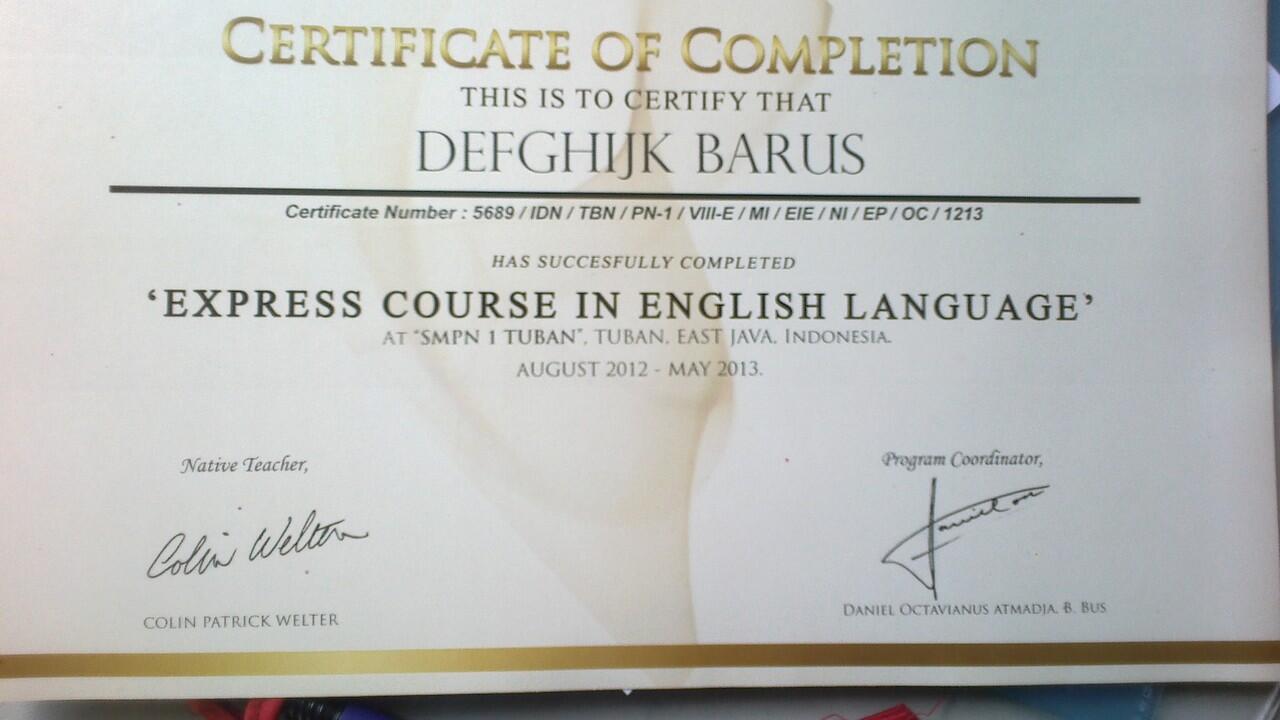 CERTIFICATE OF COMPLETION
THIS IS TO CERTIFY THAT
DEFGHIJK BARUS
Certificate Number : 5689 / IDN / TBN / PN-1 / VIII-E / MI / EIE / NI / EP / OC / 1213
HAS SUCCESFULLY COMPLETED
‘EXPRESS COURSE IN ENGLISH LANGUAGE’
AT “SMPN 1 TUBAN”, TUBAN, EAST JAVA, INDONESIA.
AUGUST 2012 - MAY 2013.
Native Teacher,
Colin Welter
COLIN PATRICK WELTER
Program Coordinator,
DANIEL OCTAVIANUS ATMADJA, B. BUS